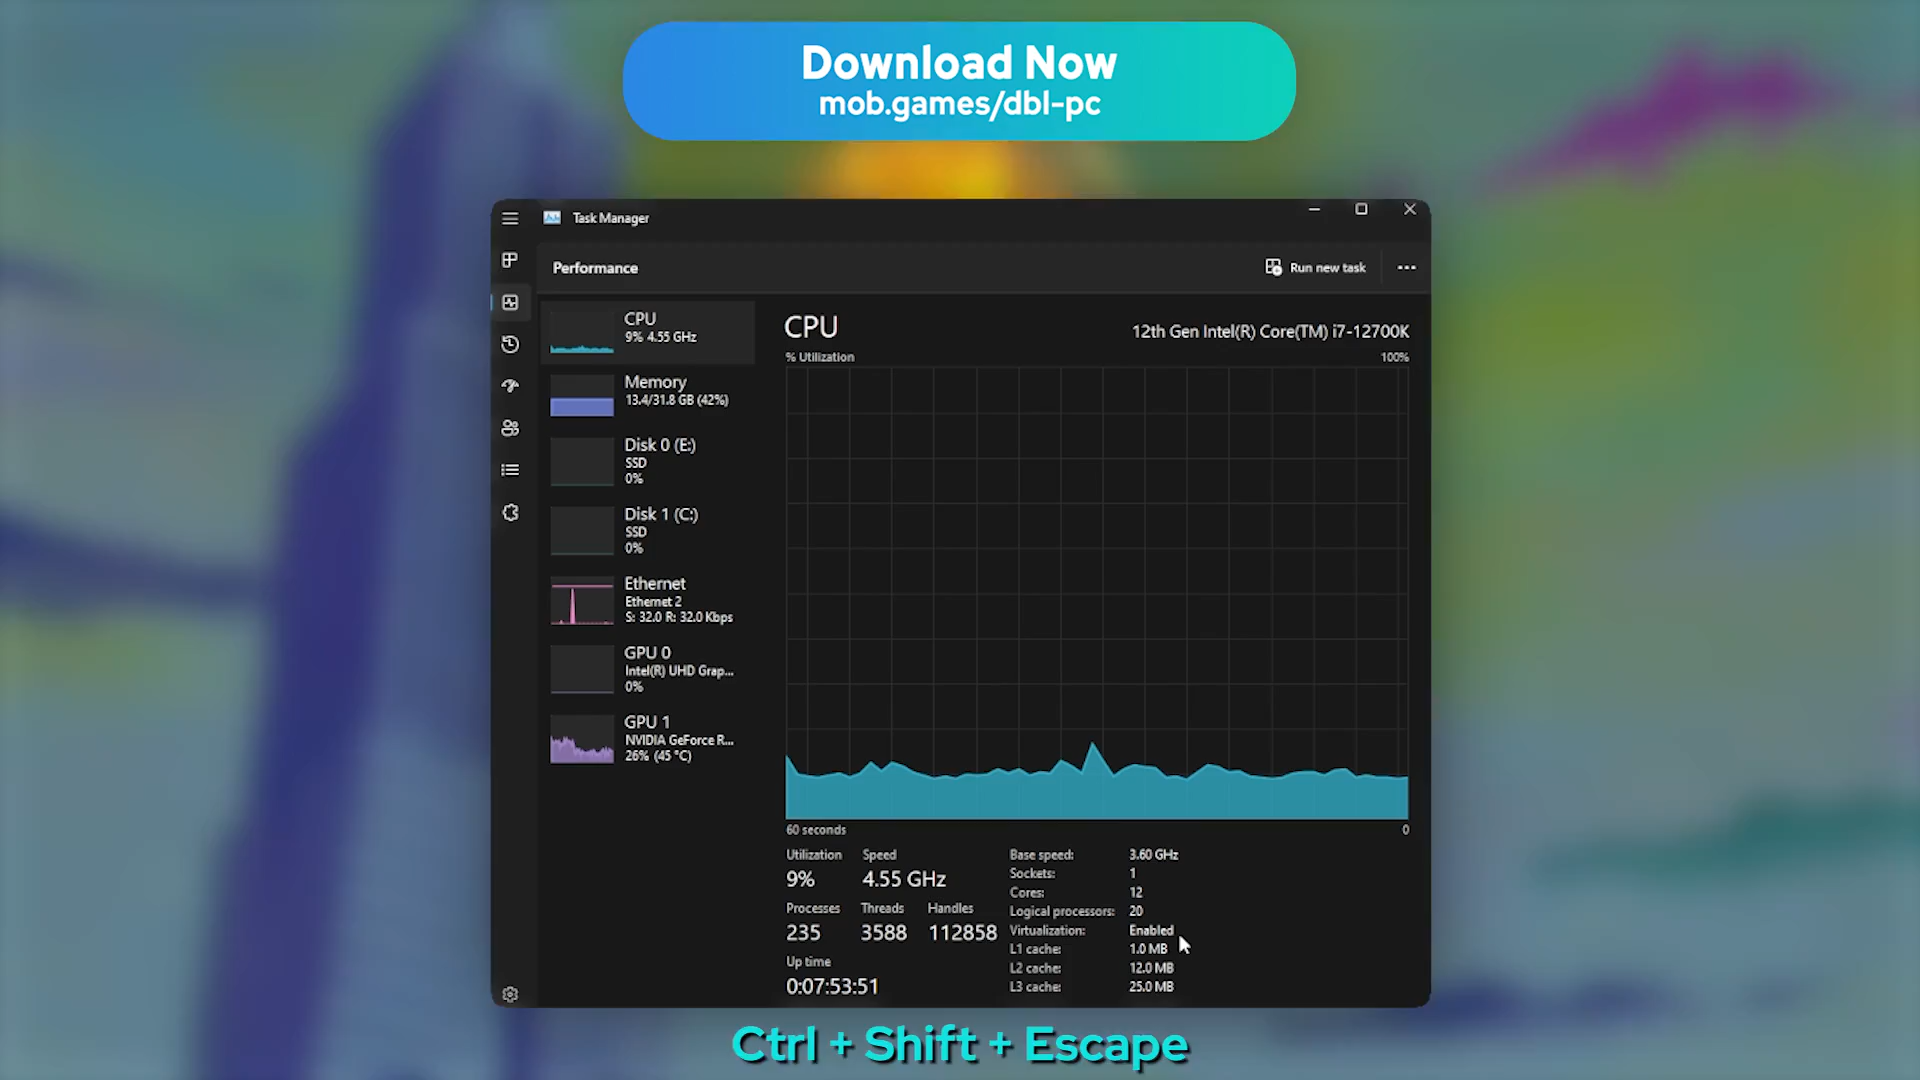 Download Now
mob.games/dbl-pc
Task Manager
Performance
Run new task
CPU
9% 4.55 GHz
Memory
13.4/31.8 GB (42%)
Disk 0 (E:)
SSD
0%
Disk 1 (C:)
SSD
0%
Ethernet
Ethernet 2
S: 32.0 R: 32.0 Kbps
GPU 0
Intel(R) UHD Grap...
0%
GPU 1
NVIDIA GeForce R...
26% (45 °C)
CPU
12th Gen Intel(R) Core(TM) i7-12700K
% Utilization
100%
60 seconds
0
Utilization Speed
9% 4.55 GHz
Processes Threads Handles
235 3588 112858
Up time
0:07:53:51
Base speed: 3.60 GHz
Sockets: 1
Cores: 12
Logical processors: 20
Virtualization: Enabled
L1 cache: 1.0 MB
L2 cache: 12.0 MB
L3 cache: 25.0 MB
Ctrl + Shift + Escape